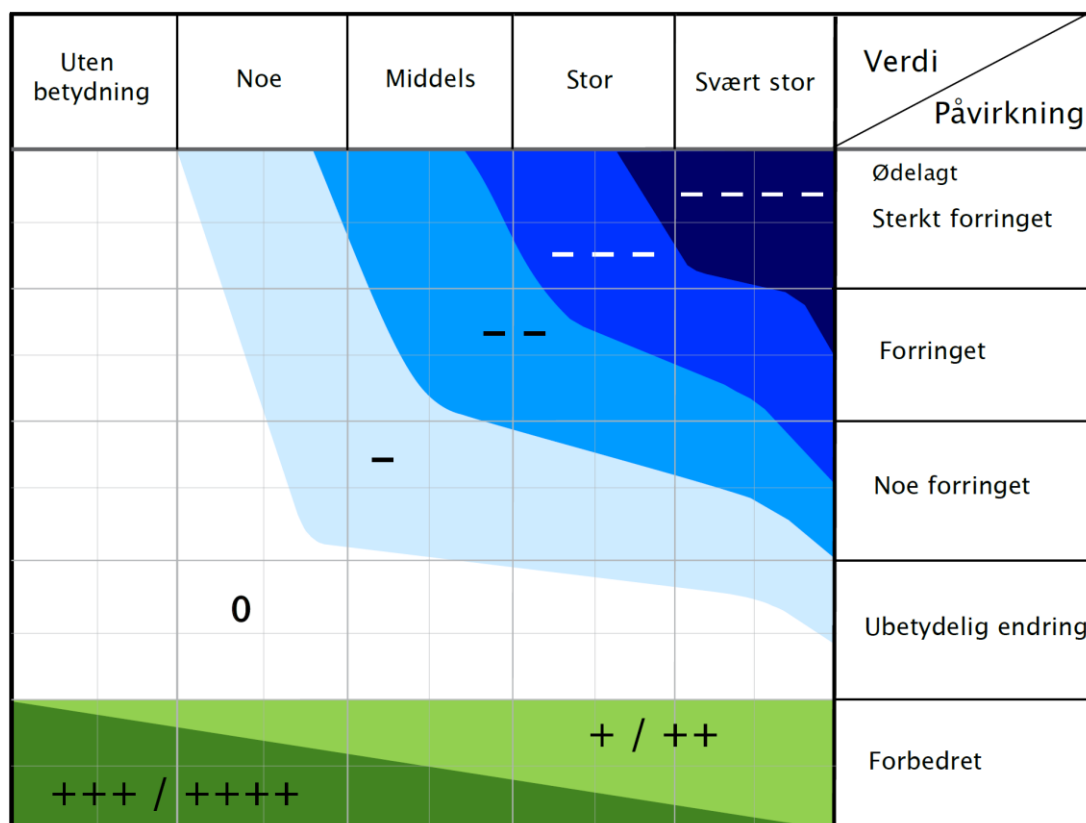 Uten
betydning
Noe
Middels
Stor
Svært stor
Verdi
Påvirkning
Ødelagt
Sterkt forringet
– – – –
– – –
– –
Forringet
–
Noe forringet
0
Ubetydelig endring
+ / ++
Forbedret
+++ / ++++